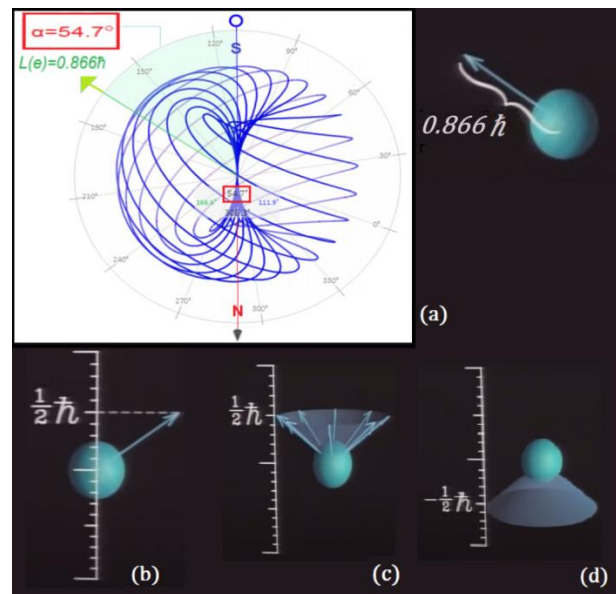 α=54.7°
L(e)=0.866ħ
S
120°
90°
150°
60°
180°
30°
54.7°
111.9°
0°
210°
240°
330°
270°
300°
N
0.866 ħ
(a)
½ħ
(b)
½ħ
(c)
-½ħ
(d)